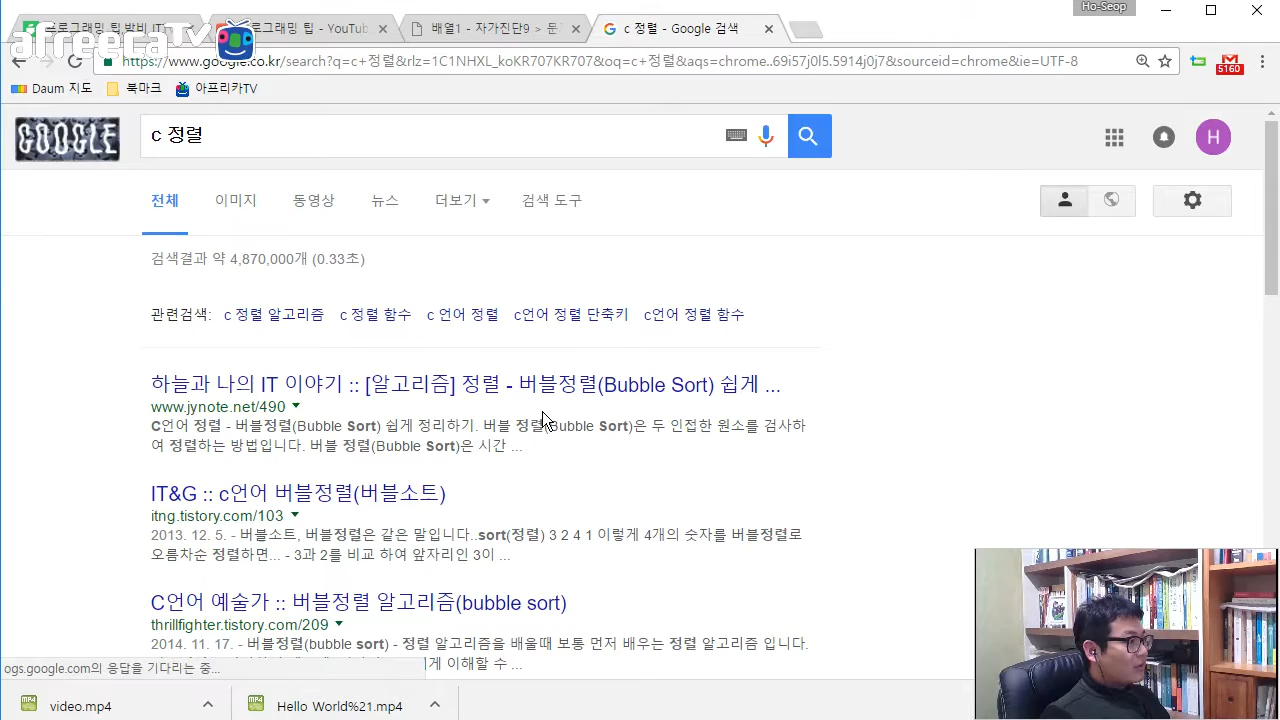 Ho-Seop
afreecaTV
프로그래밍 팁,발비 IT
로그래밍 팁 - YouTub
배열1 - 자가진단9 > 문
c 정렬 - Google 검색
https://www.google.co.kr/search?q=c+정렬&rlz=1C1NHXL_koKR707KR707&oq=c+정렬&aqs=chrome..69i57j0l5.5914j0j7&sourceid=chrome&ie=UTF-8
5160
Daum 지도
북마크
아프리카TV
GOOGLE
c 정렬
H
전체
이미지
동영상
뉴스
더보기
검색 도구
검색결과 약 4,870,000개 (0.33초)
관련검색: c 정렬 알고리즘 c 정렬 함수 c 언어 정렬 c언어 정렬 단축키 c언어 정렬 함수
하늘과 나의 IT 이야기 :: [알고리즘] 정렬 - 버블정렬(Bubble Sort) 쉽게 ...
www.jynote.net/490
C언어 정렬 - 버블정렬(Bubble Sort) 쉽게 정리하기. 버블 정렬(Bubble Sort)은 두 인접한 원소를 검사하
여 정렬하는 방법입니다. 버블 정렬(Bubble Sort)은 시간 ...
IT&G :: c언어 버블정렬(버블소트)
itng.tistory.com/103
2013. 12. 5. - 버블소트, 버블정렬은 같은 말입니다..sort(정렬) 3 2 4 1 이렇게 4개의 숫자를 버블정렬로
오름차순 정렬하면... - 3과 2를 비교 하여 앞자리인 3이 ...
C언어 예술가 :: 버블정렬 알고리즘(bubble sort)
thrillfighter.tistory.com/209
2014. 11. 17. - 버블정렬(bubble sort) - 정렬 알고리즘을 배울때 보통 먼저 배우는 정렬 알고리즘 입니다.
게 이해할 수 ...
ogs.google.com의 응답을 기다리는 중...
video.mp4
Hello World%21.mp4